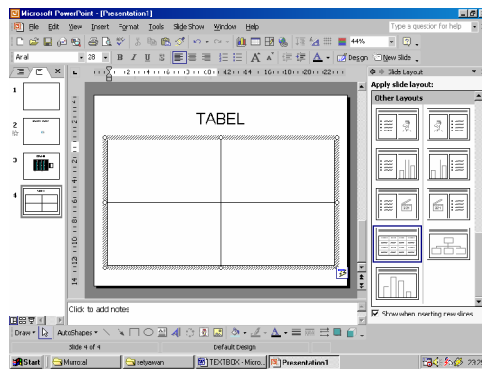 Microsoft PowerPoint - [Presentation1]
File Edit View Insert Format Tools Slide Show Window Help
Type a question for help
44%
Arial
28
B I U S
Design
New Slide
Slide Layout
Apply slide layout:
Other Layouts
1
2
3
4
TABEL
Click to add notes
Show when inserting new slides
Draw
AutoShapes
Slide 4 of 4
Default Design
Start
Murosal
setyawan
TEXTBOX - Micro...
Presentation1